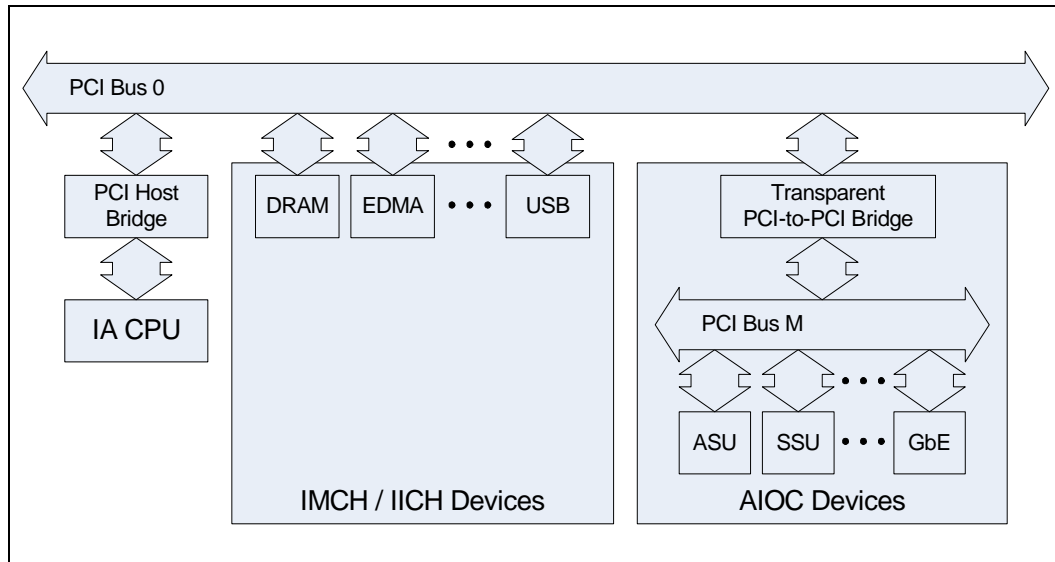 PCI Bus 0
PCI Host
Bridge
IA CPU
DRAM
EDMA
USB
IMCH / IICH Devices
Transparent
PCI-to-PCI Bridge
PCI Bus M
ASU
SSU
GbE
AIOC Devices